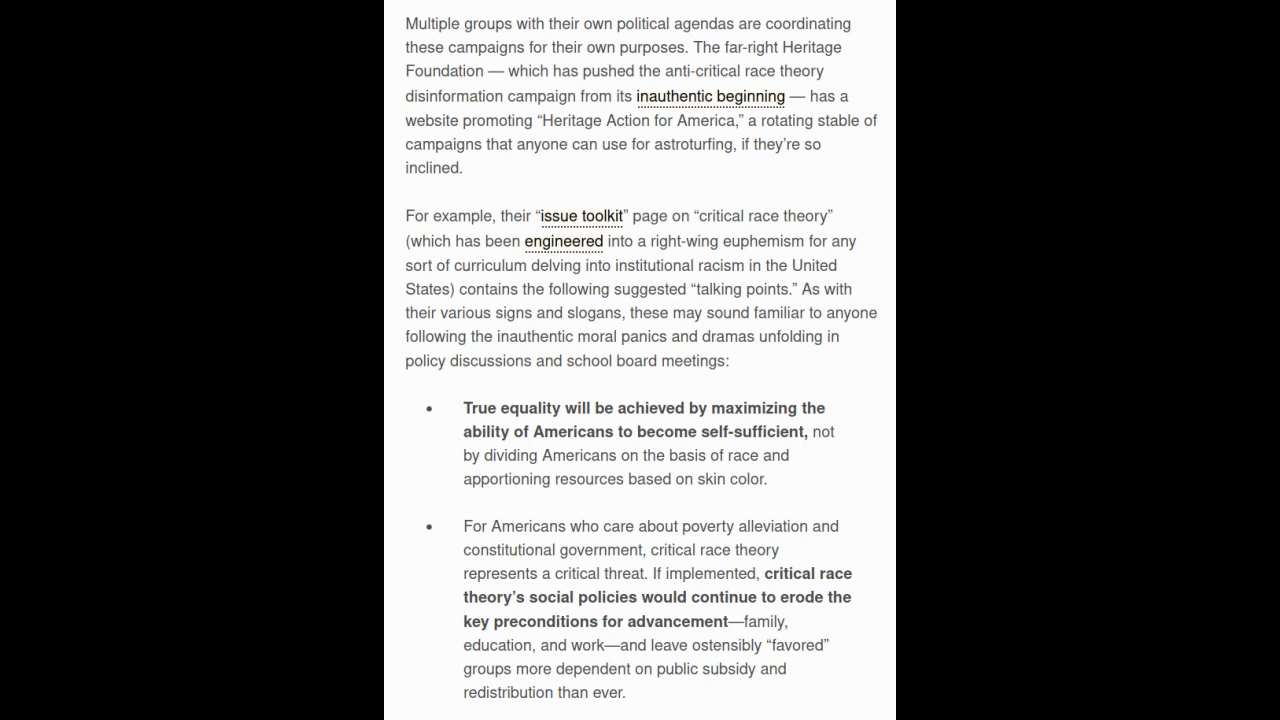 Multiple groups with their own political agendas are coordinating
these campaigns for their own purposes. The far-right Heritage
Foundation — which has pushed the anti-critical race theory
disinformation campaign from its inauthentic beginning — has a
website promoting “Heritage Action for America,” a rotating stable of
campaigns that anyone can use for astroturfing, if they’re so
inclined.
For example, their “issue toolkit” page on “critical race theory”
(which has been engineered into a right-wing euphemism for any
sort of curriculum delving into institutional racism in the United
States) contains the following suggested “talking points.” As with
their various signs and slogans, these may sound familiar to anyone
following the inauthentic moral panics and dramas unfolding in
policy discussions and school board meetings:
• True equality will be achieved by maximizing the
ability of Americans to become self-sufficient, not
by dividing Americans on the basis of race and
apportioning resources based on skin color.
• For Americans who care about poverty alleviation and
constitutional government, critical race theory
represents a critical threat. If implemented, critical race
theory’s social policies would continue to erode the
key preconditions for advancement—family,
education, and work—and leave ostensibly “favored”
groups more dependent on public subsidy and
redistribution than ever.